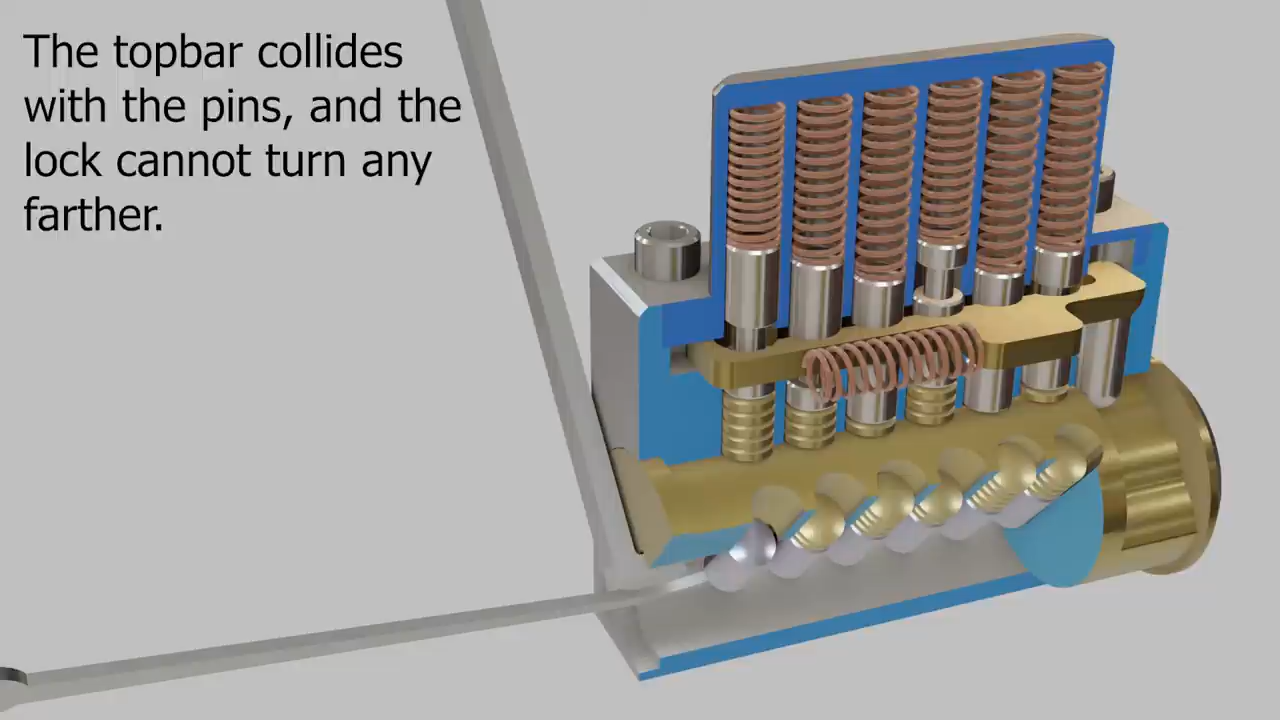 The topbar collides
with the pins, and the
lock cannot turn any
farther.